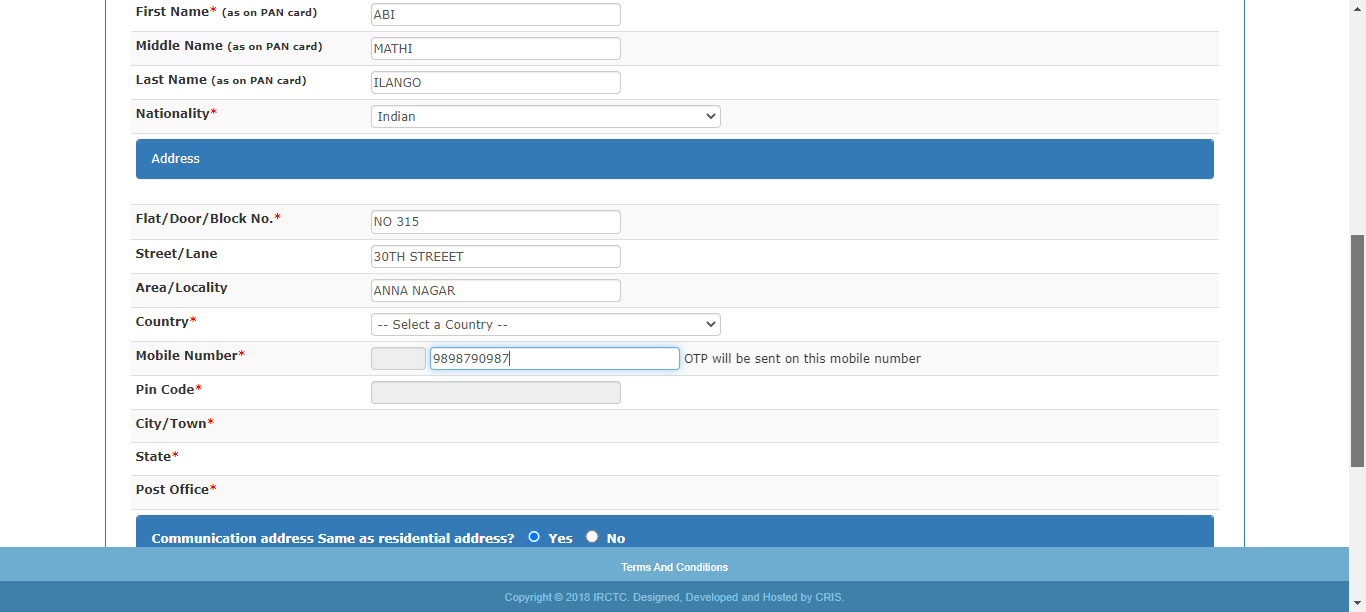 First Name* (as on PAN card) ABI
Middle Name (as on PAN card) MATHI
Last Name (as on PAN card) ILANGO
Nationality* Indian
Address
Flat/Door/Block No.* NO 315
Street/Lane 30TH STREEET
Area/Locality ANNA NAGAR
Country* -- Select a Country --
Mobile Number* 9898790987 OTP will be sent on this mobile number
Pin Code*
City/Town*
State*
Post Office*
Communication address Same as residential address? Yes No
Terms And Conditions
Copyright © 2018 IRCTC. Designed, Developed and Hosted by CRIS.